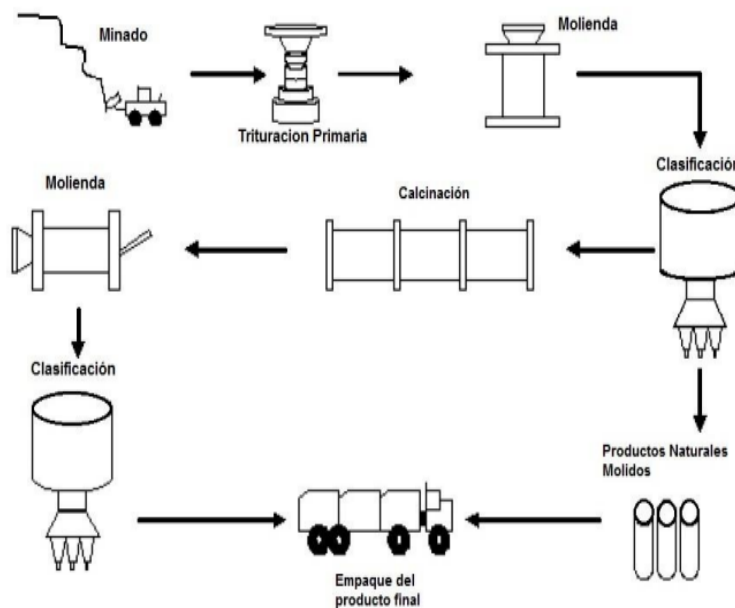 Minado
Molienda
Trituracion Primaria
Clasificación
Molienda
Calcinación
Clasificación
Productos Naturales
Molidos
Empaque del
producto final